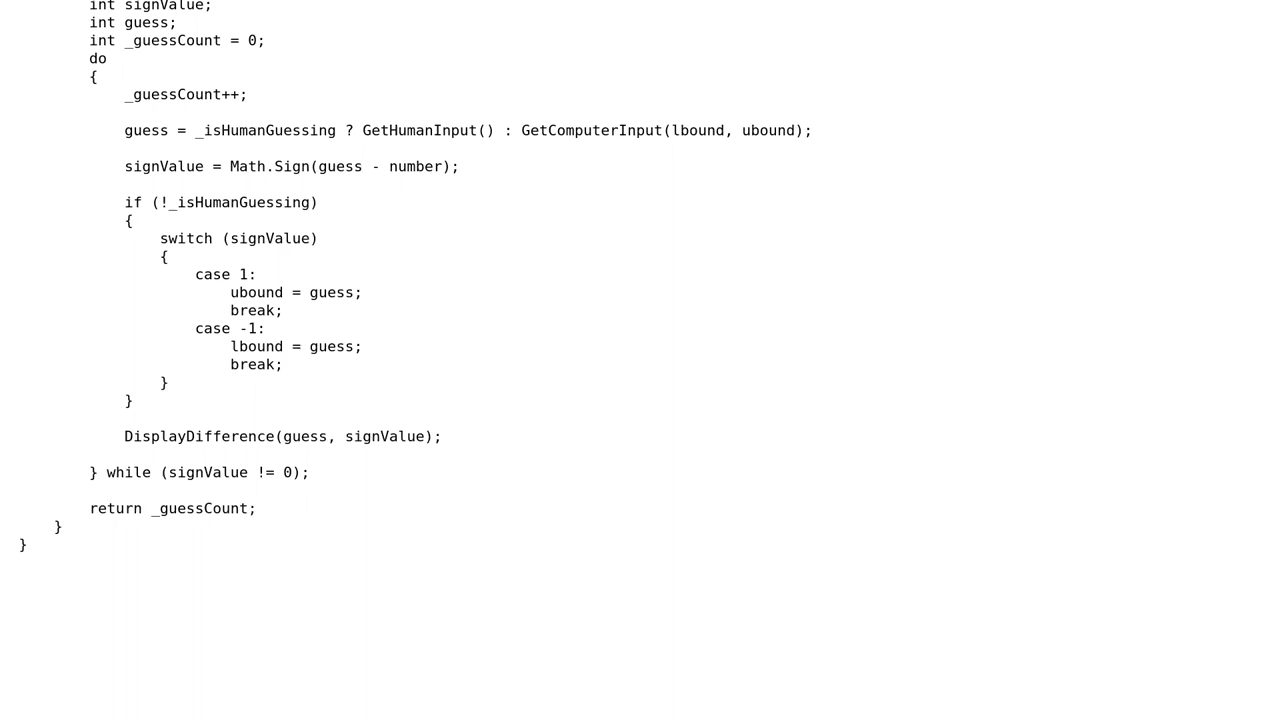 int signValue;
int guess;
int _guessCount = 0;
do
{
_guessCount++;
guess = _isHumanGuessing ? GetHumanInput() : GetComputerInput(lbound, ubound);
signValue = Math.Sign(guess - number);
if (!_isHumanGuessing)
{
switch (signValue)
{
case 1:
ubound = guess;
break;
case -1:
lbound = guess;
break;
}
}
DisplayDifference(guess, signValue);
} while (signValue != 0);
return _guessCount;
}
}